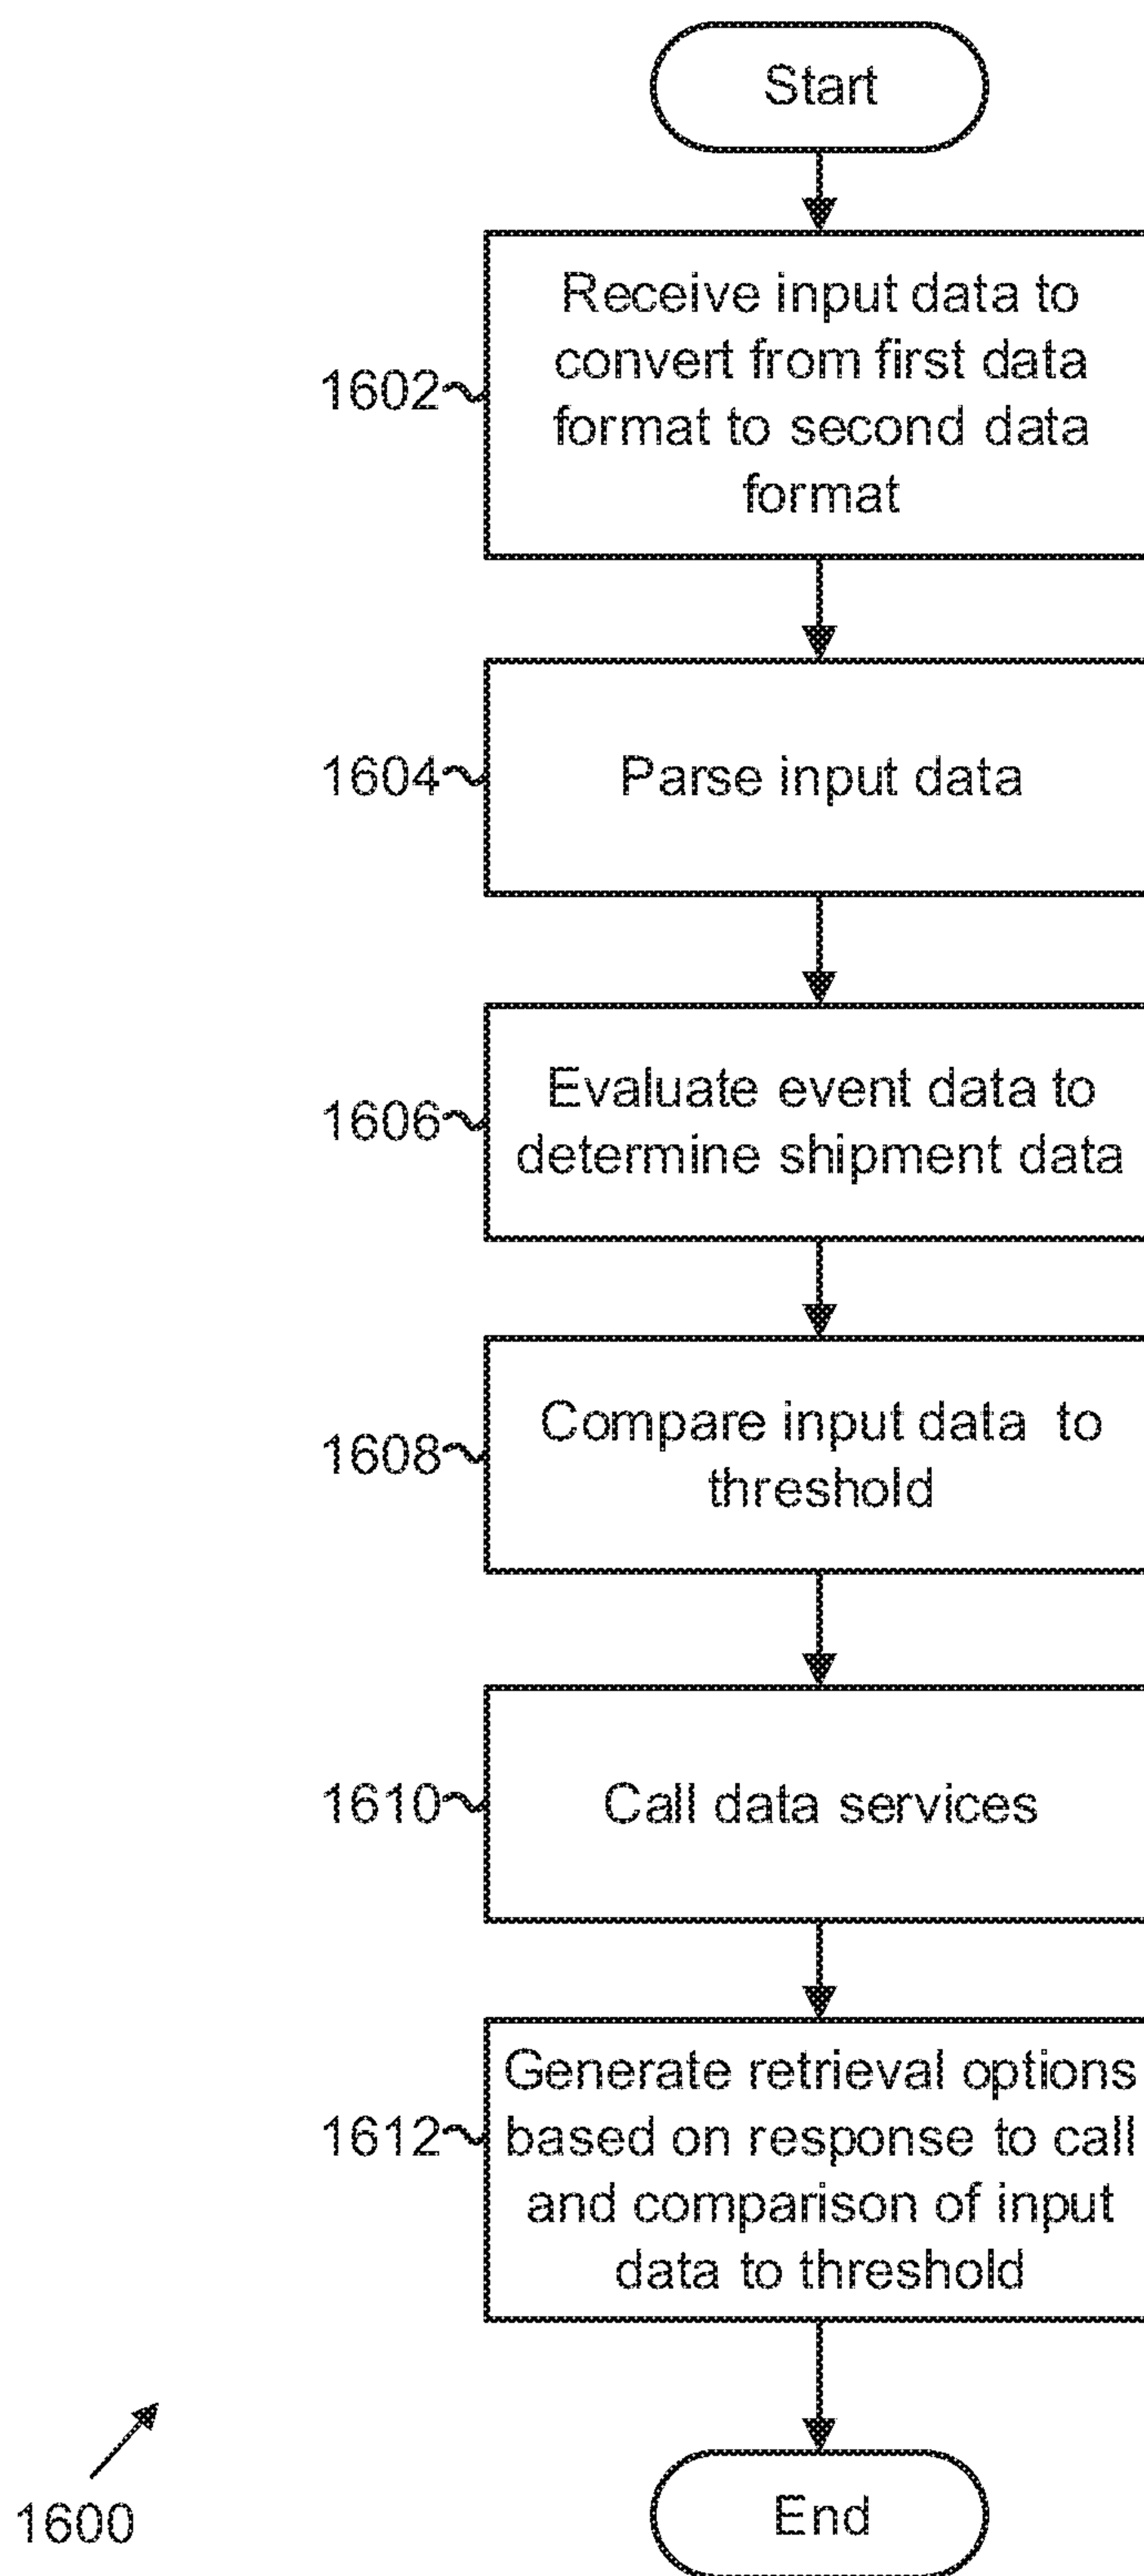 Start
Receive input data to
convert from first data
format to second data
format
1602
1604
Parse input data
Evaluate event data to
determine shipment data
1606
Compare input data to
threshold
1608
1610
Call data services
Generate retrieval options
based on response to call
and comparison of input
data to threshold
1612
End
1600